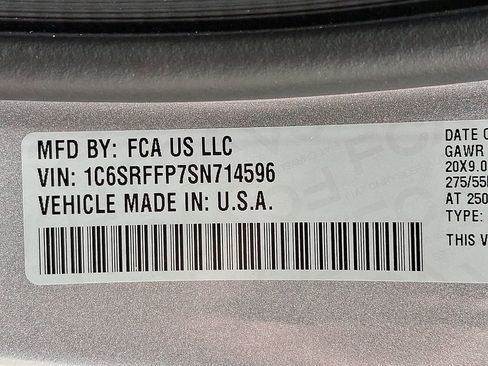 MFD BY: FCA US LLC
VIN: 1C6SRFFP7SN714596
VEHICLE MADE IN: U.S.A.
DATE O
GAWR
20X9.0
275/55
AT 250
TYPE:
THIS V